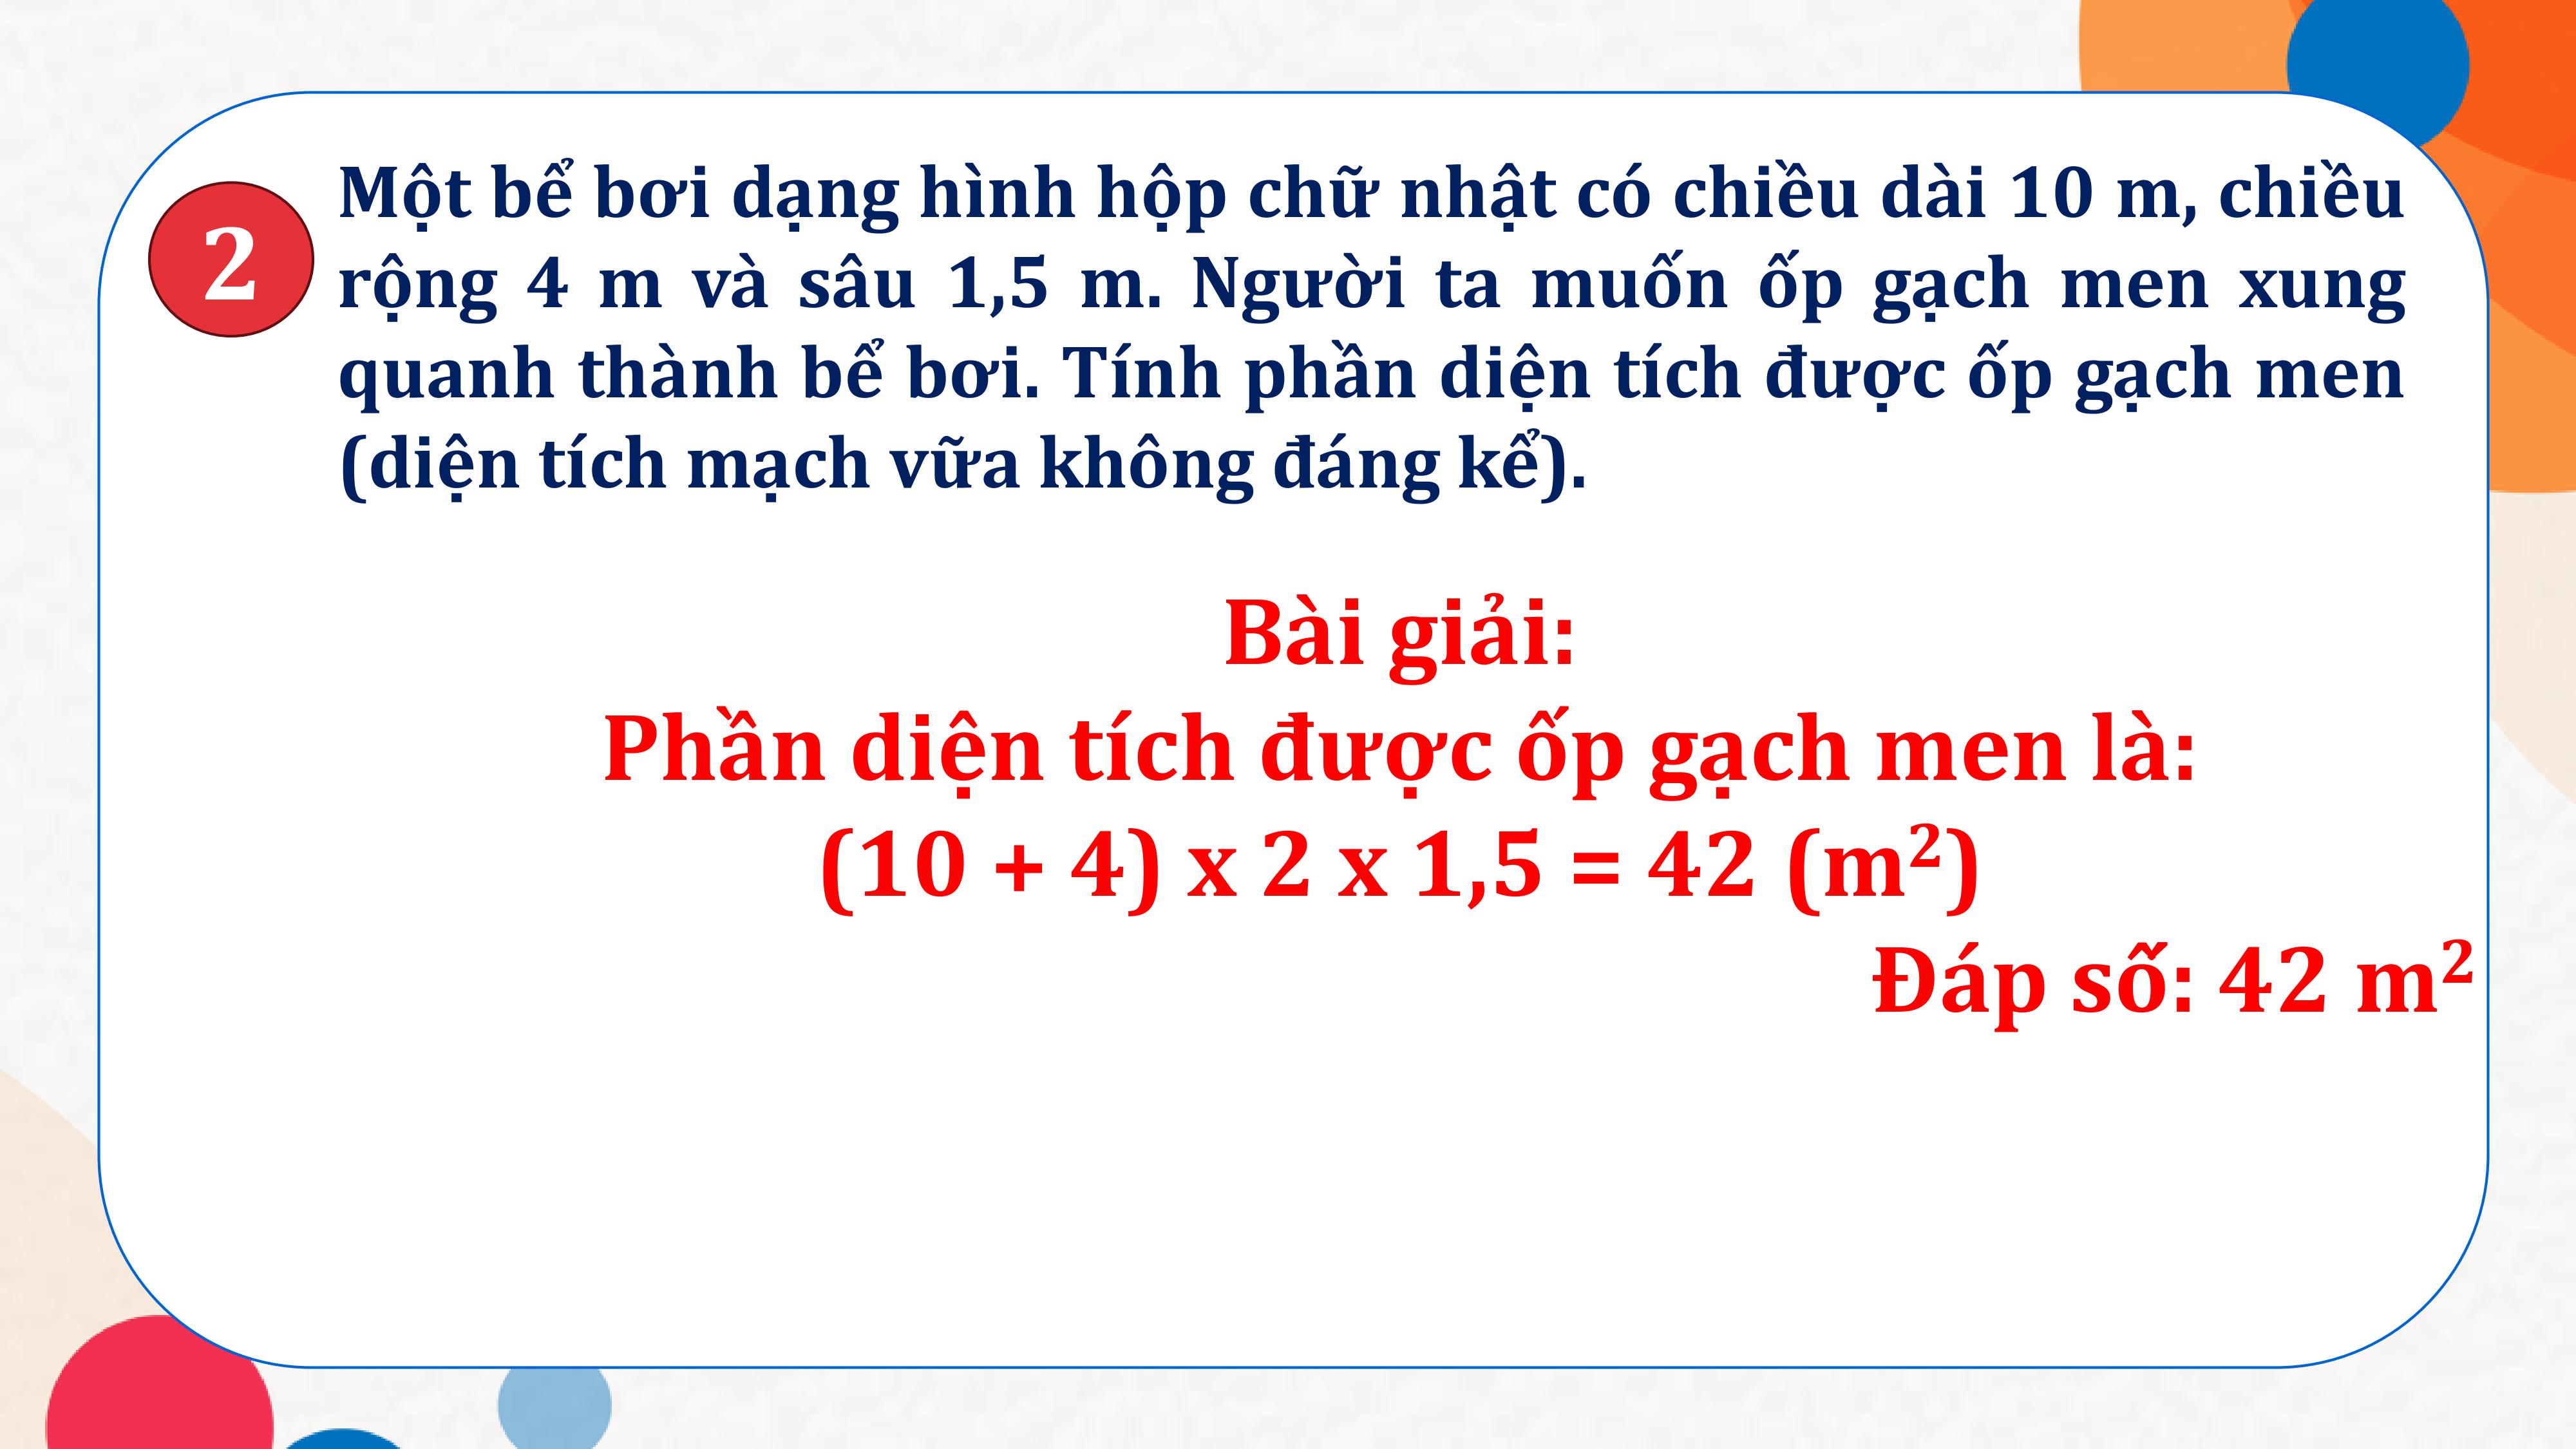 2
Một bể bơi dạng hình hộp chữ nhật có chiều dài 10 m, chiều
rộng 4 m và sâu 1,5 m. Người ta muốn ốp gạch men xung
quanh thành bể bơi. Tính phần diện tích được ốp gạch men
(diện tích mạch vữa không đáng kể).
Bài giải:
Phần diện tích được ốp gạch men là:
(10 + 4) x 2 x 1,5 = 42 (m²)
Đáp số: 42 m²